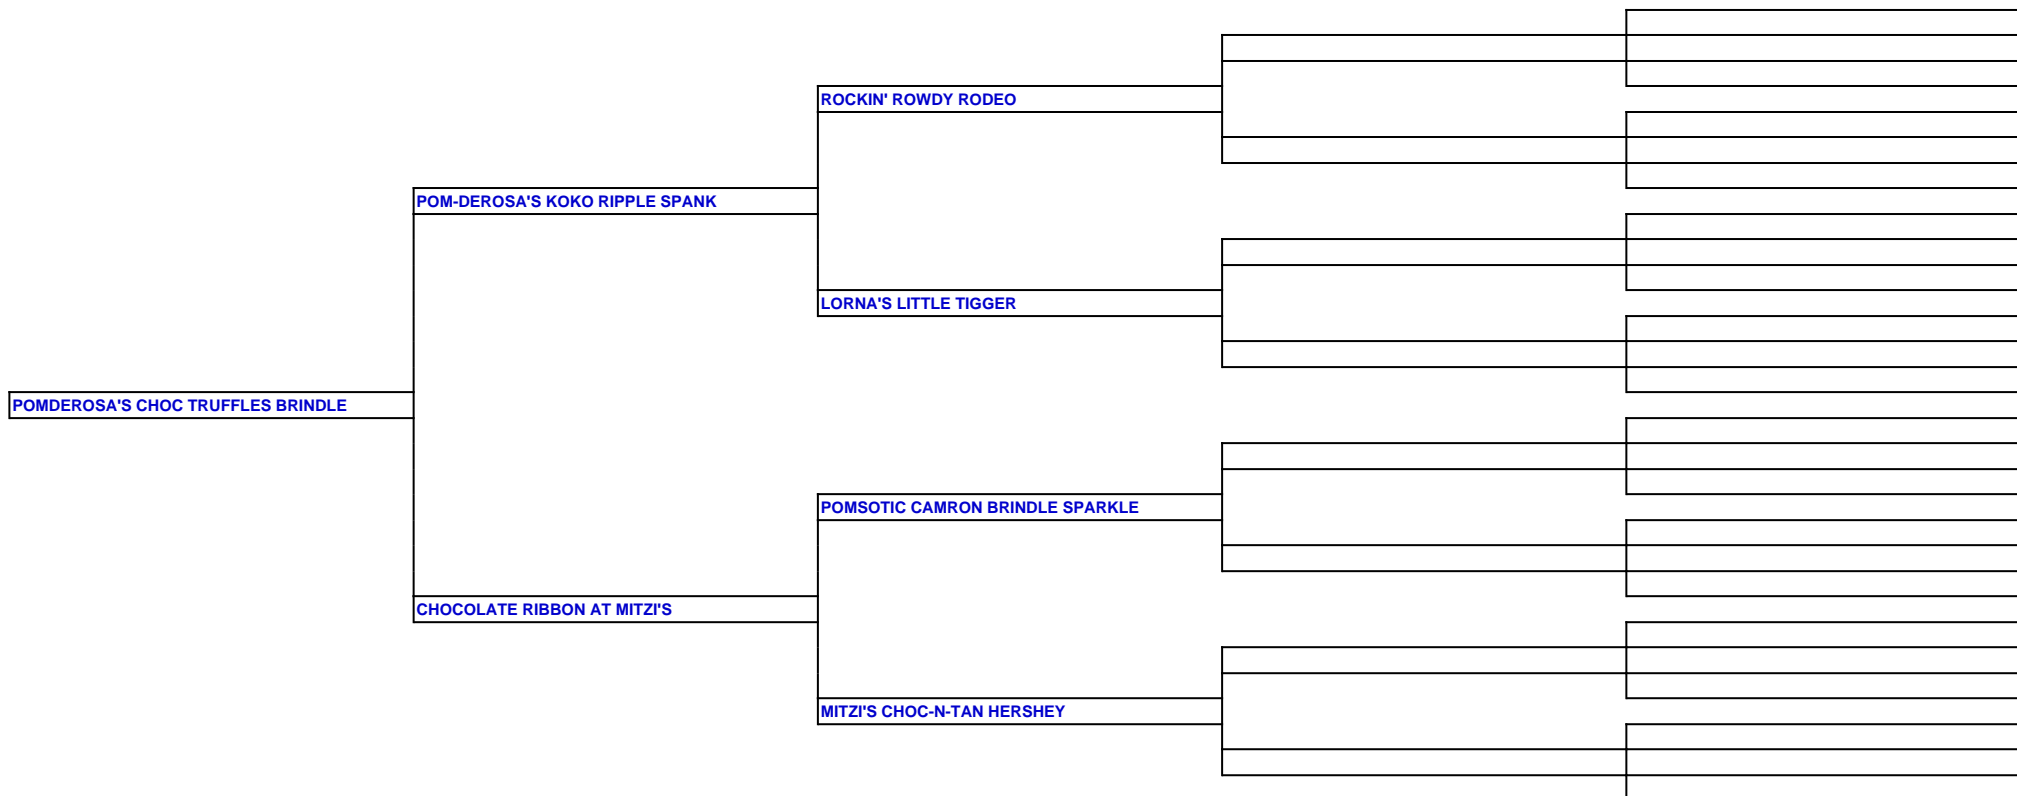 ROCKIN' ROWDY RODEO
POM-DEROSA'S KOKO RIPPLE SPANK
LORNA'S LITTLE TIGGER
POMDEROSA'S CHOC TRUFFLES BRINDLE
POMSOTIC CAMRON BRINDLE SPARKLE
CHOCOLATE RIBBON AT MITZI'S
MITZI'S CHOC-N-TAN HERSHEY